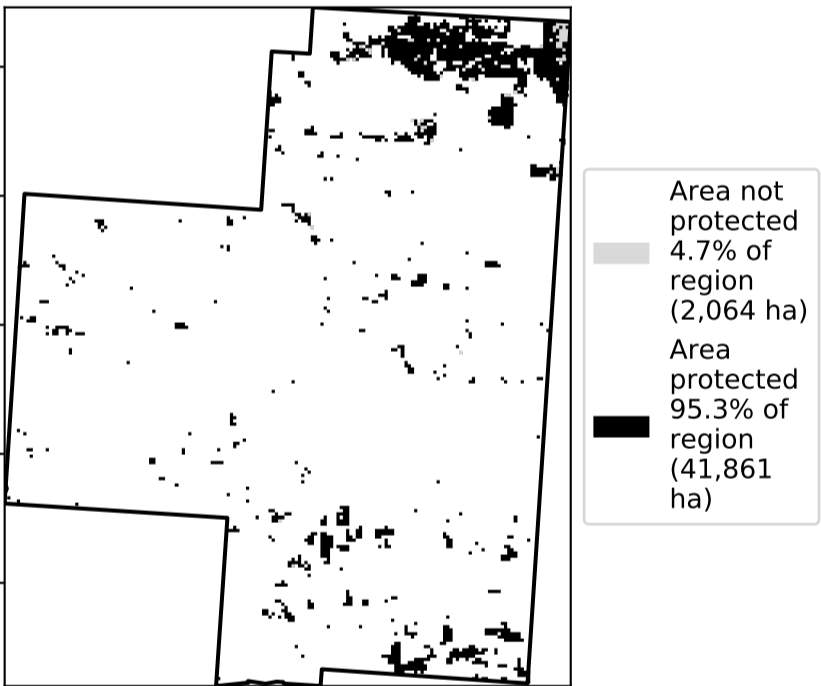 Area not
protected
4.7% of
region
(2,064 ha)
Area
protected
95.3% of
region
(41,861
ha)